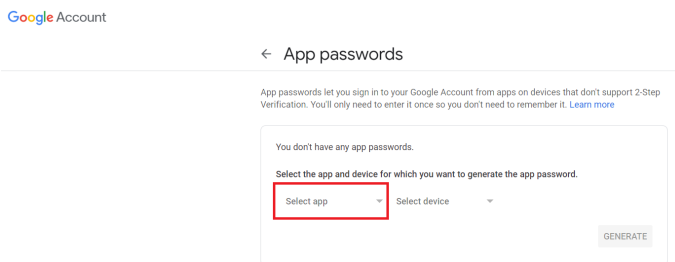 Google Account
App passwords
App passwords let you sign in to your Google Account from apps on devices that don't support 2-Step
Verification. You'll only need to enter it once so you don't need to remember it. Learn more
You don't have any app passwords.
Select the app and device for which you want to generate the app password.
Select app Select device
GENERATE